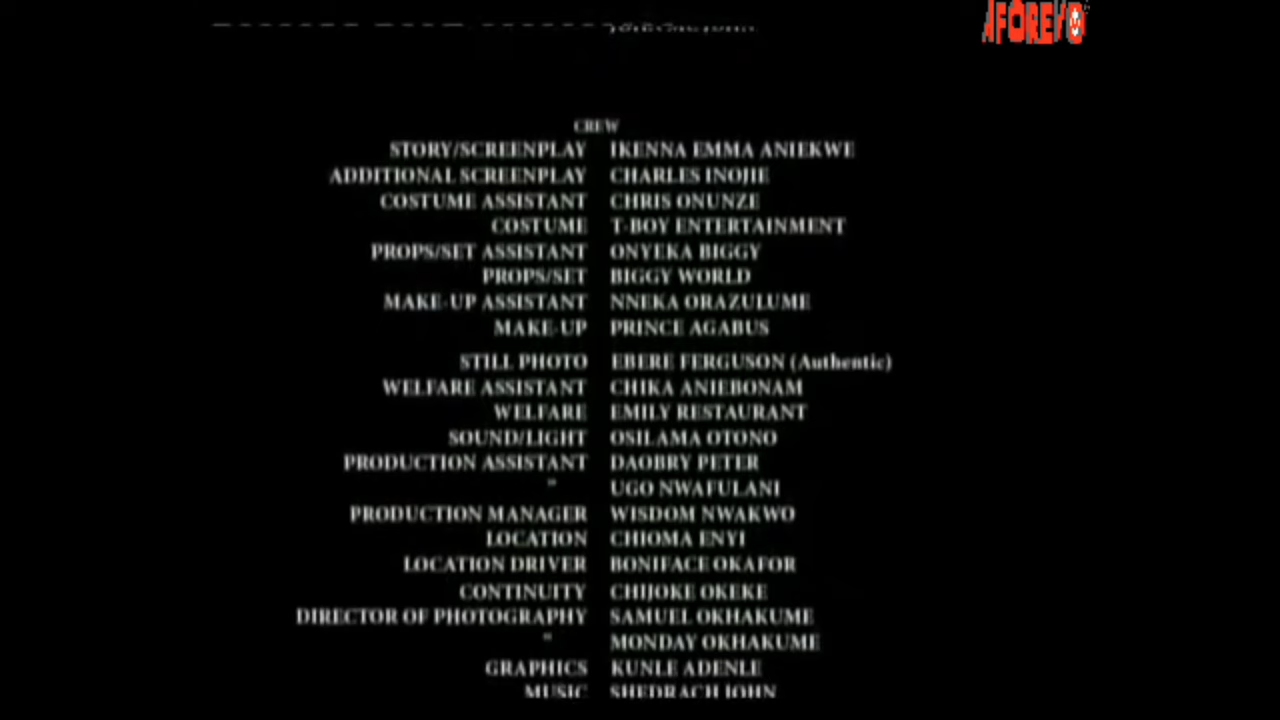 AFORE/O
CREW
STORY/SCREENPLAY IKENNA EMMA ANIEKWE
ADDITIONAL SCREENPLAY CHARLES INOJIE
COSTUME ASSISTANT CHRIS ONUNZE
COSTUME T-BOY ENTERTAINMENT
PROPS/SET ASSISTANT ONYEKA BIGGY
PROPS/SET BIGGY WORLD
MAKE-UP ASSISTANT NNEKA ORAZULUME
MAKE-UP PRINCE AGABUS
STILL PHOTO EBERE FERGUSON (Authentic)
WELFARE ASSISTANT CHIKA ANIEBONAM
WELFARE EMILY RESTAURANT
SOUND/LIGHT OSILAMA OTONO
PRODUCTION ASSISTANT DAOBRY PETER
" UGO NWAFULANI
PRODUCTION MANAGER WISDOM NWAKWO
LOCATION CHIOMA ENYI
LOCATION DRIVER BONIFACE OKAFOR
CONTINUITY CHIJOKE OKEKE
DIRECTOR OF PHOTOGRAPHY SAMUEL OKHAKUME
" MONDAY OKHAKUME
GRAPHICS KUNLE ADENLE
MUSIC SHEDRACH JOHN